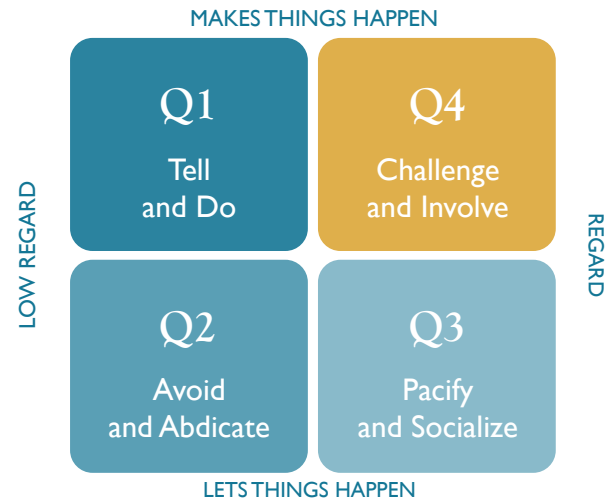 MAKES THINGS HAPPEN
Q1
Tell
and Do
Q4
Challenge
and Involve
LOW REGARD
REGARD
Q2
Avoid
and Abdicate
Q3
Pacify
and Socialize
LETS THINGS HAPPEN